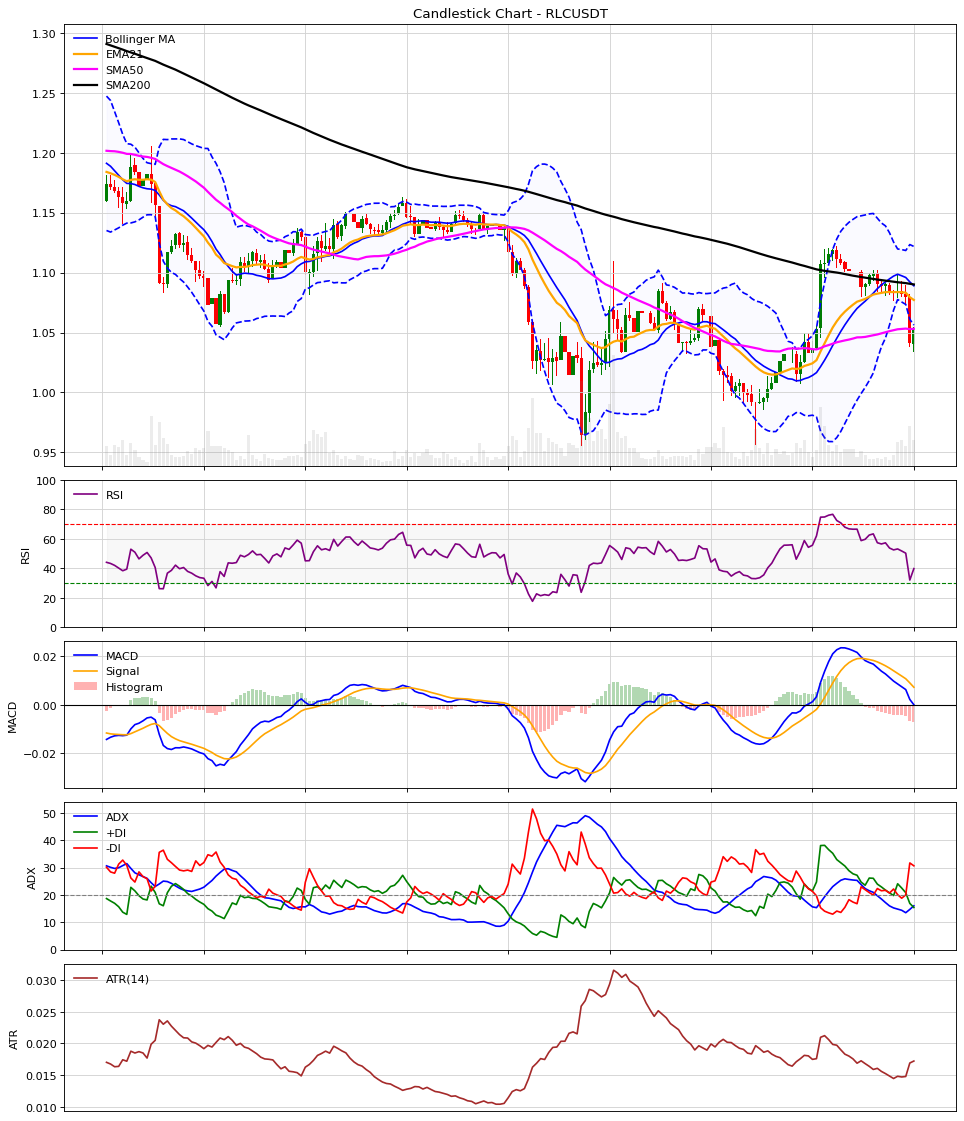 Candlestick Chart - RLCUSDT
Bollinger MA
EMA21
SMA50
SMA200
1.30
1.25
1.20
1.15
1.10
1.05
1.00
0.95
RSI
RSI
100
80
60
40
20
0
MACD
Signal
Histogram
MACD
0.02
0.00
−0.02
ADX
+DI
-DI
ADX
50
40
30
20
10
0
ATR(14)
ATR
0.030
0.025
0.020
0.015
0.010